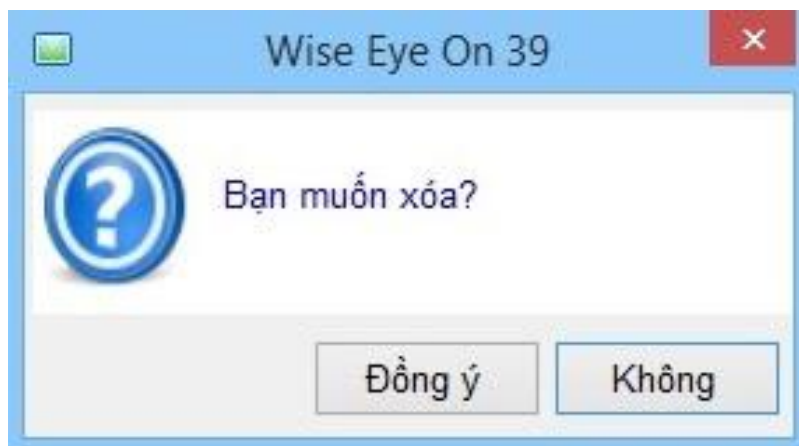 Wise Eye On 39
Bạn muốn xóa?
Đồng ý Không